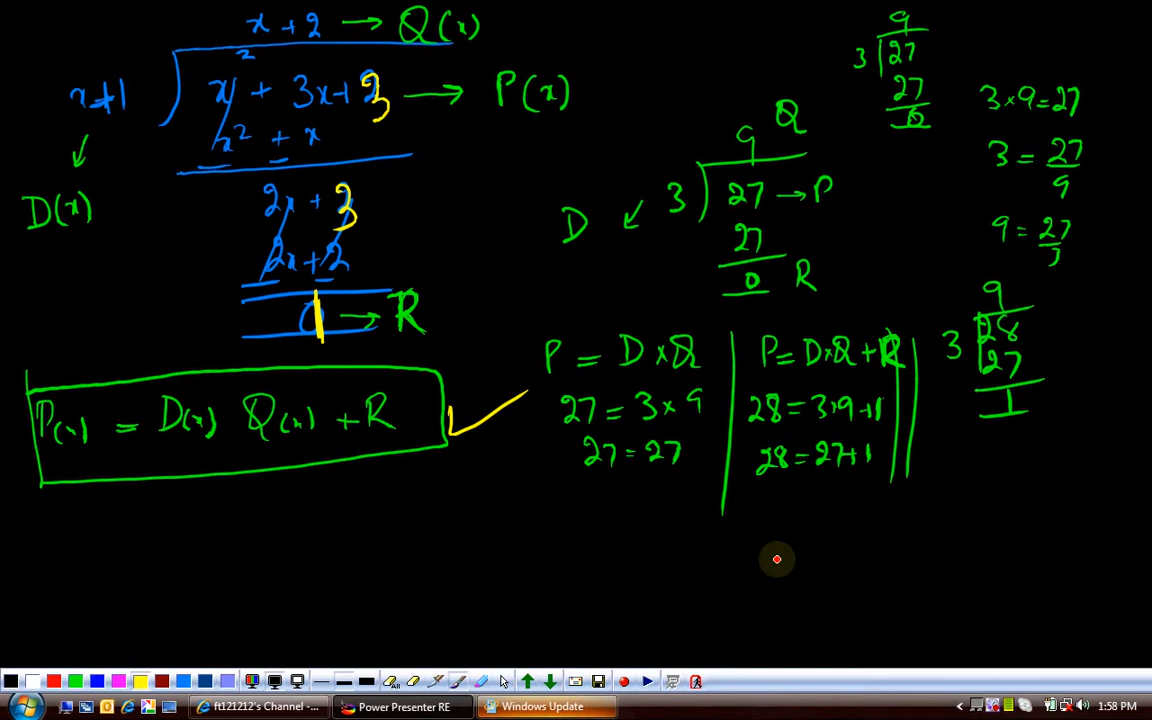 x + 2 → Q(x)
x+1
x² + 3x + 3 → P(x)
x² + x
D(x)
2x + 3
2x + 2
1 → R
P(x) = D(x) Q(x) + R
9 Q
D
3
27 → P
27
0 R
P = D×Q
27 = 3×9
27 = 27
P = D×Q + R
28 = 3×9+1
28 = 27+1
9
3
27
27
0
3×9=27
3 = 27/9
9 = 27/3
9
3
28
27
1
ft121212's Channel -...
Power Presenter RE
Windows Update
1:58 PM